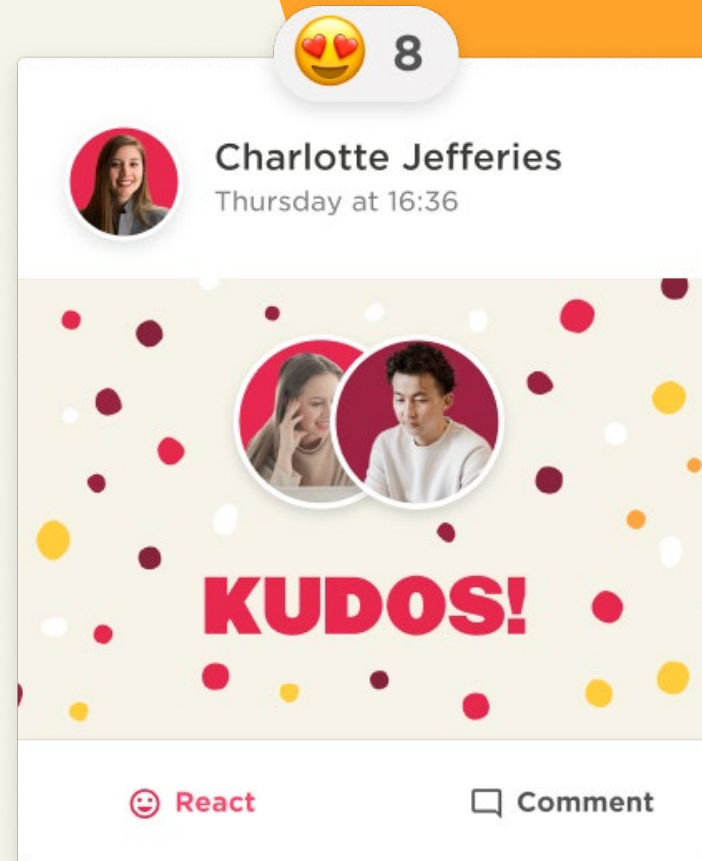 8
Charlotte Jefferies
Thursday at 16:36
KUDOS!
React
Comment